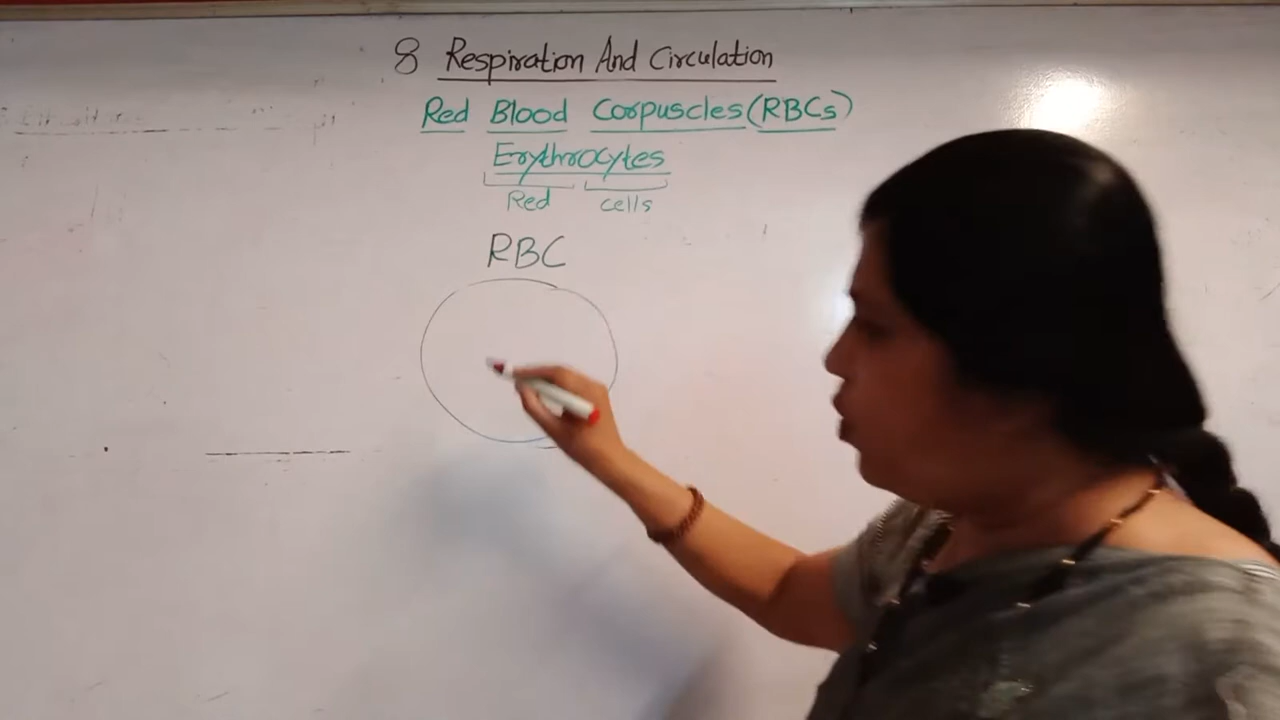 8 Respiration And Circulation
Red Blood Corpuscles (RBCs)
Erythrocytes
Red cells
RBC